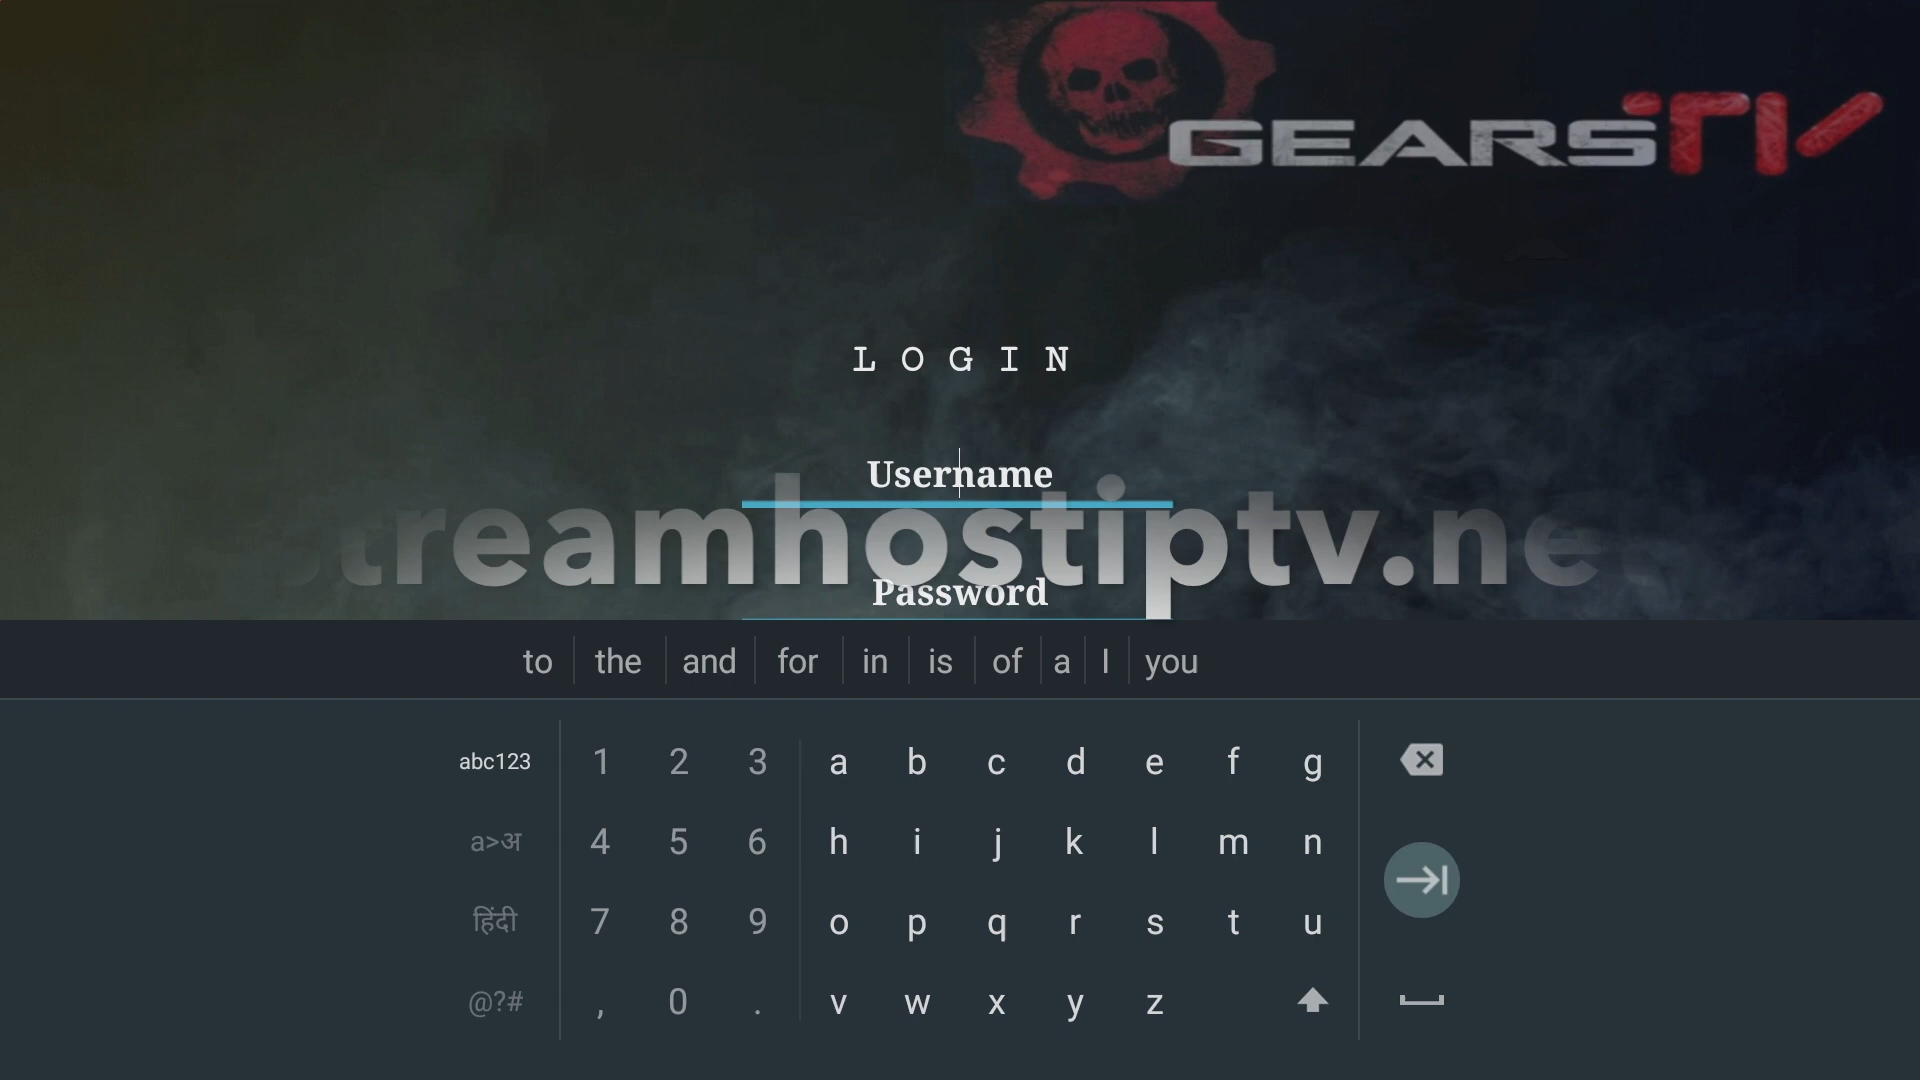 GEARSTV
LOGIN
Username
streamhostiptv.ne
Password
to the and for in is of a I you
abc123 1 2 3 a b c d e f g
a>अ 4 5 6 h i j k l m n
हिंदी 7 8 9 o p q r s t u
@?# , 0 . v w x y z